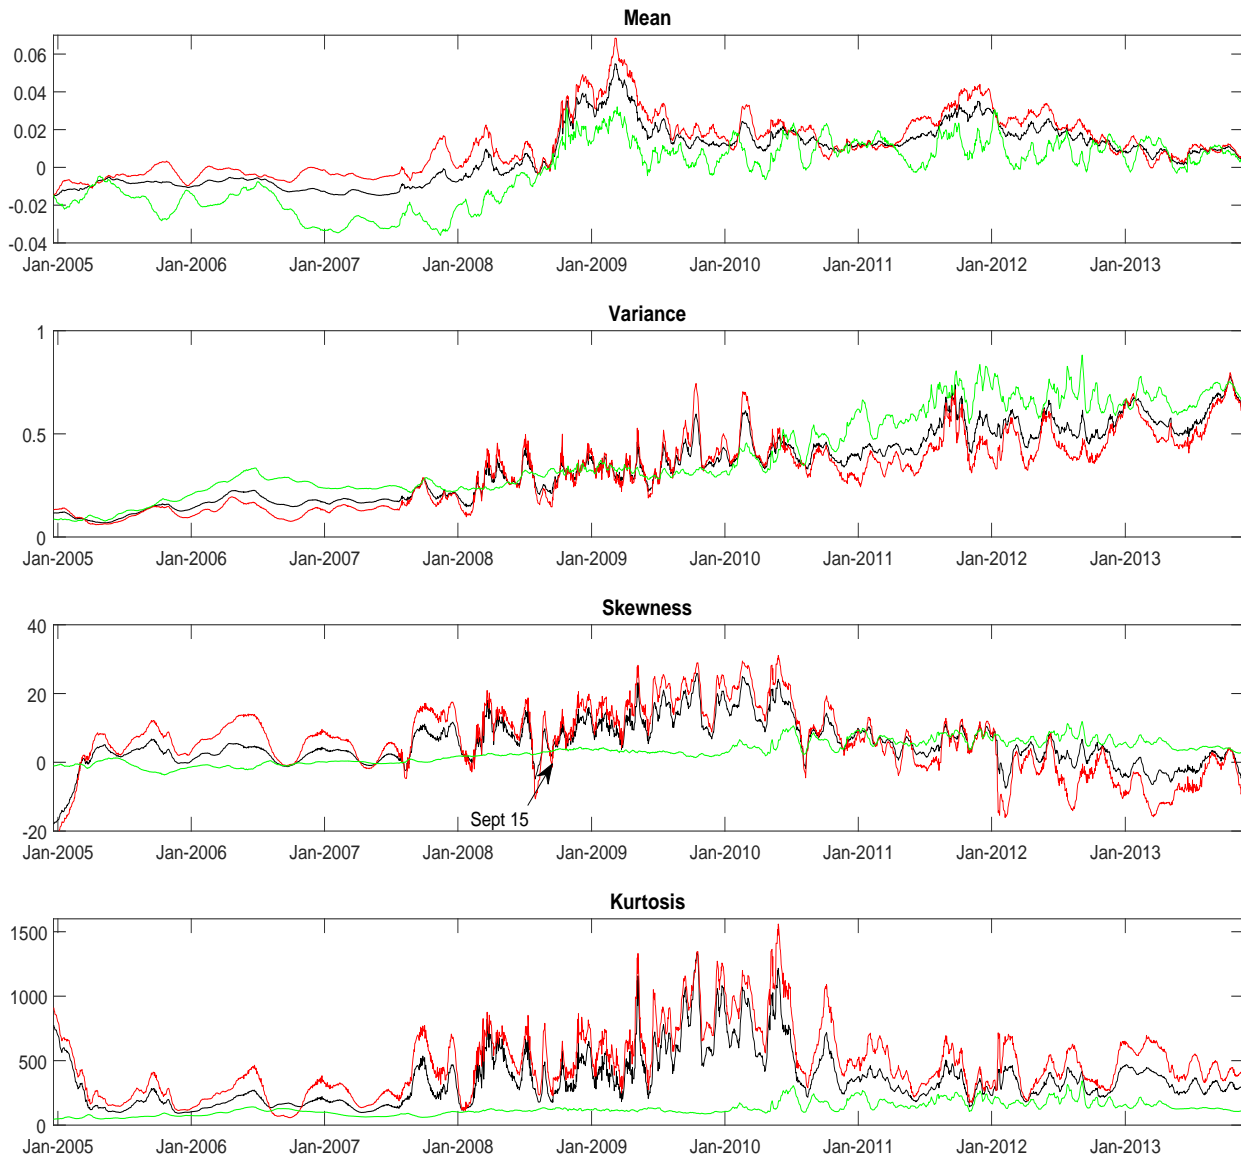 Mean
0.06
0.04
0.02
0
-0.02
-0.04
Jan-2005 Jan-2006 Jan-2007 Jan-2008 Jan-2009 Jan-2010 Jan-2011 Jan-2012 Jan-2013
Variance
1
0.5
0
Jan-2005 Jan-2006 Jan-2007 Jan-2008 Jan-2009 Jan-2010 Jan-2011 Jan-2012 Jan-2013
Skewness
40
20
0
Sept 15
-20
Jan-2005 Jan-2006 Jan-2007 Jan-2008 Jan-2009 Jan-2010 Jan-2011 Jan-2012 Jan-2013
Kurtosis
1500
1000
500
0
Jan-2005 Jan-2006 Jan-2007 Jan-2008 Jan-2009 Jan-2010 Jan-2011 Jan-2012 Jan-2013